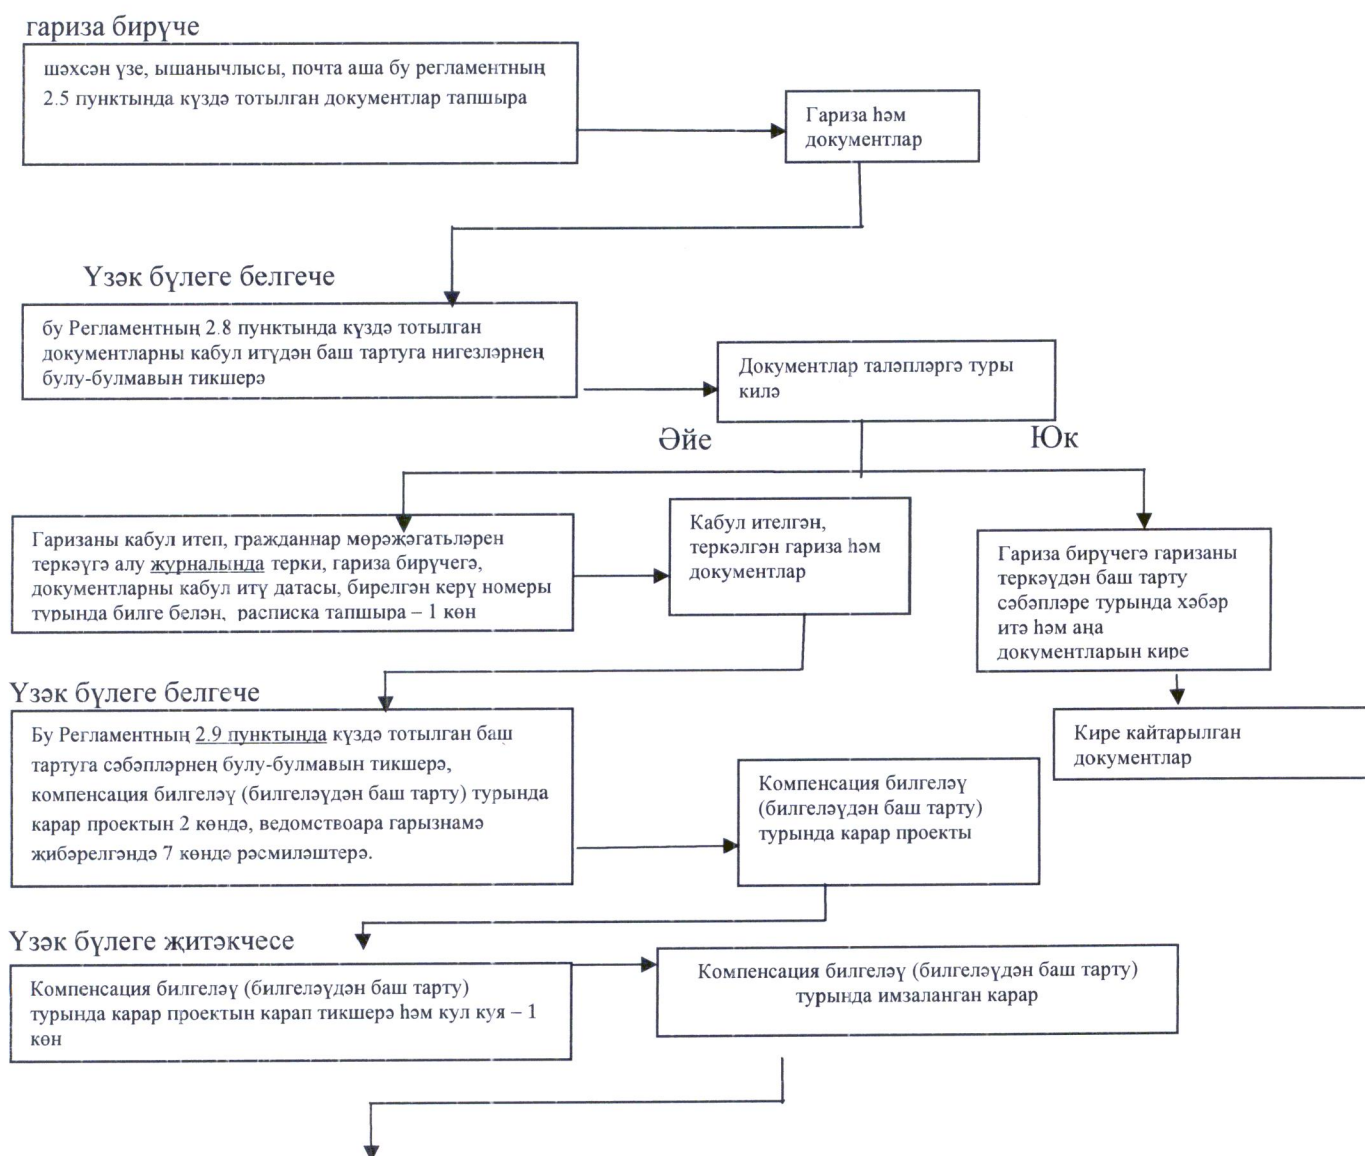 гариза бирүче
шәхсән үзе, ышанычлысы, почта аша бу регламентның
2.5 пунктында күздә тотылган документлар тапшыра
Гариза һәм
документлар
Үзәк бүлеге белгече
бу Регламентның 2.8 пунктында күздә тотылган
документларны кабул итүдән баш тартуга нигезләрнең
булу-булмавын тикшерә
Документлар таләпләргә туры
килә
Әйе
Юк
Гаризаны кабул итеп, гражданнар мөрәҗәгатьләрен
теркәүгә алу журналында терки, гариза бирүчегә,
документларны кабул итү датасы, бирелгән керү номеры
турында билге белән, расписка тапшыра – 1 көн
Кабул ителгән,
теркәлгән гариза һәм
документлар
Гариза бирүчегә гаризаны
теркәүдән баш тарту
сәбәпләре турында хәбәр
итә һәм аңа
документларын кире
Үзәк бүлеге белгече
Бу Регламентның 2.9 пунктында күздә тотылган баш
тартуга сәбәпләрнең булу-булмавын тикшерә,
компенсация билгеләү (билгеләүдән баш тарту) турында
карар проектын 2 көндә, ведомствоара гарызнамә
җибәрелгәндә 7 көндә рәсмиләштерә.
Кире кайтарылган
документлар
Компенсация билгеләү
(билгеләүдән баш тарту)
турында карар проекты
Үзәк бүлеге җитәкчесе
Компенсация билгеләү (билгеләүдән баш тарту)
турында карар проектын карап тикшерә һәм кул куя – 1
көн
Компенсация билгеләү (билгеләүдән баш тарту)
турында имзаланган карар